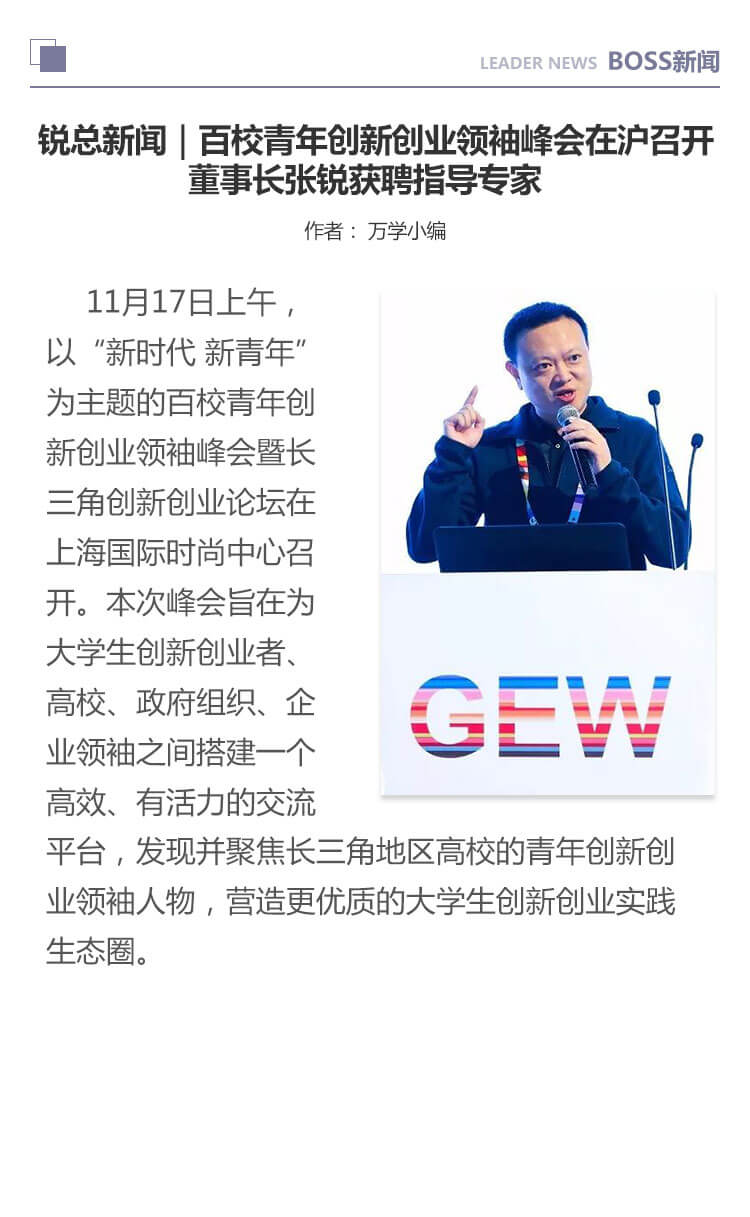 LEADER NEWS BOSS新闻
锐总新闻｜百校青年创新创业领袖峰会在沪召开
董事长张锐获聘指导专家
作者： 万学小编
11月17日上午，
以“新时代 新青年”
为主题的百校青年创
新创业领袖峰会暨长
三角创新创业论坛在
上海国际时尚中心召
开。本次峰会旨在为
大学生创新创业者、
高校、政府组织、企
业领袖之间搭建一个
高效、有活力的交流
平台，发现并聚焦长三角地区高校的青年创新创
业领袖人物，营造更优质的大学生创新创业实践
生态圈。
GEW